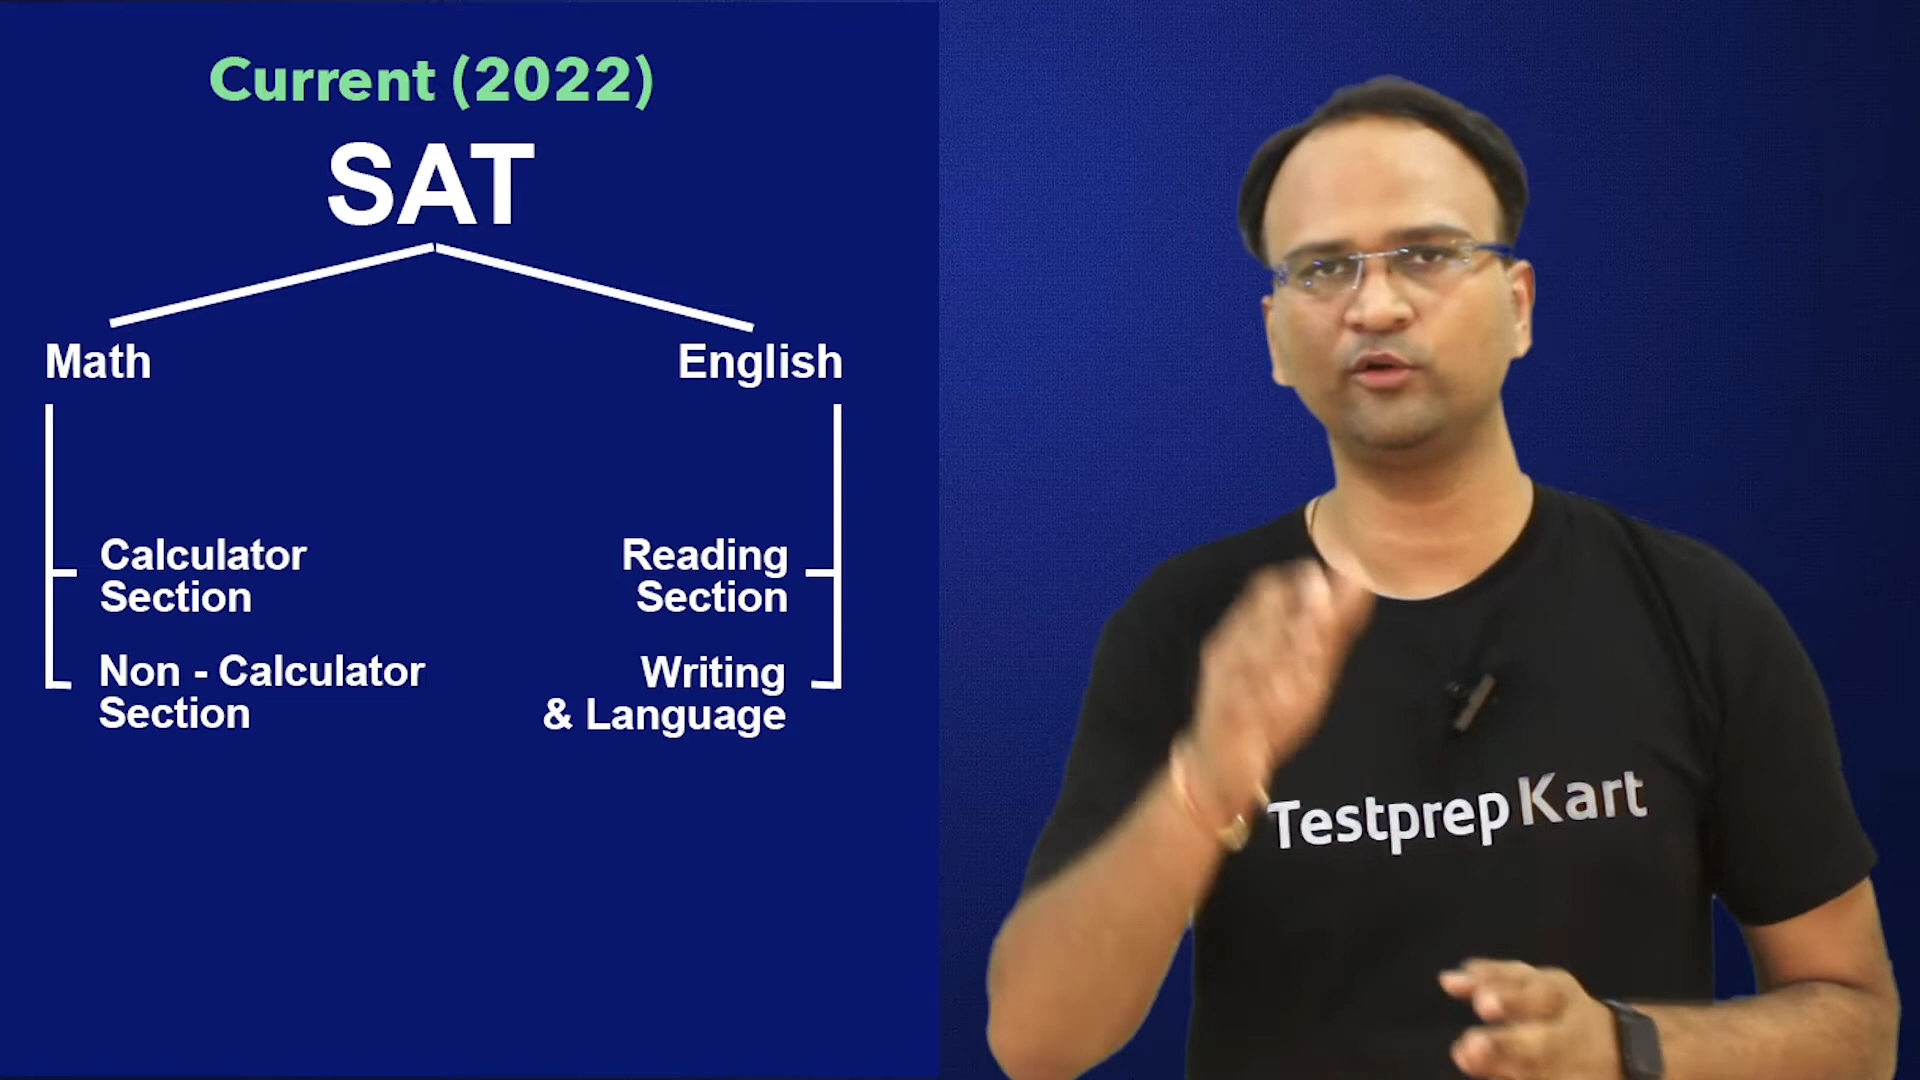 Current (2022)
SAT
Math
English
Calculator
Section
Non - Calculator
Section
Reading
Section
Writing
& Language
Testprep Kart